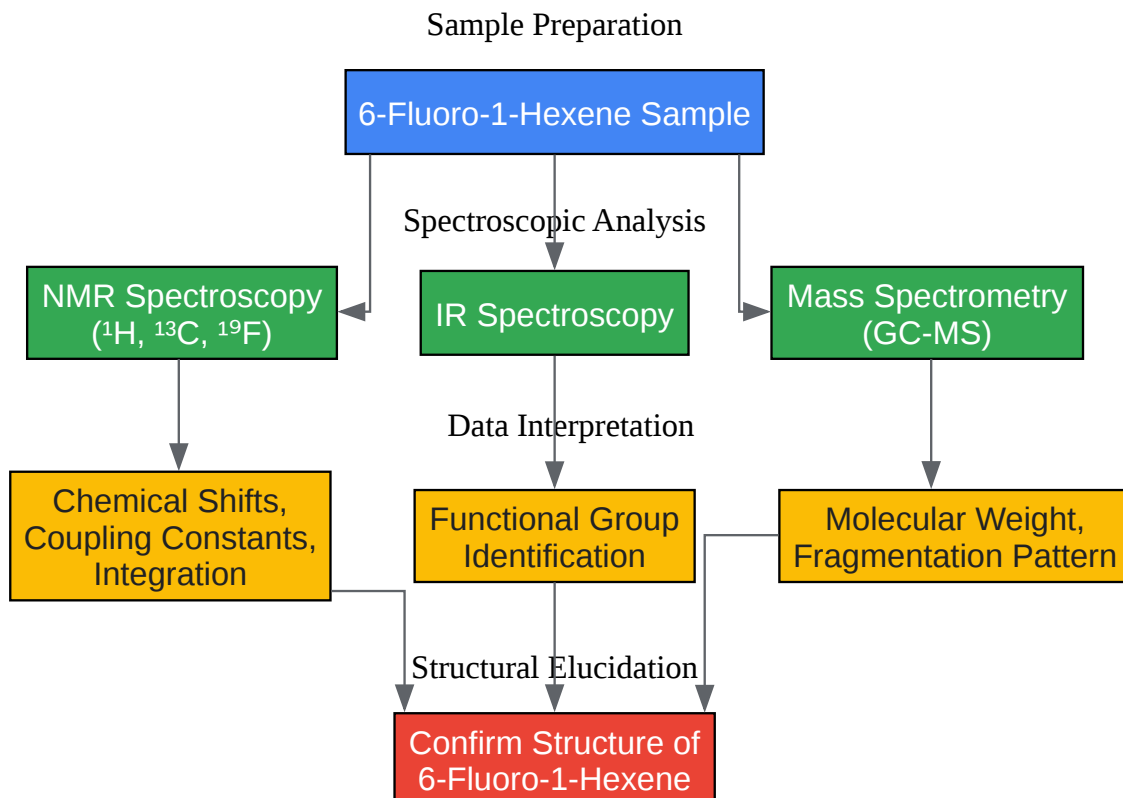 Sample Preparation
6-Fluoro-1-Hexene Sample
Spectroscopic Analysis
NMR Spectroscopy
(¹H, ¹³C, ¹⁹F)
IR Spectroscopy
Mass Spectrometry
(GC-MS)
Data Interpretation
Chemical Shifts,
Coupling Constants,
Integration
Functional Group
Identification
Molecular Weight,
Fragmentation Pattern
Structural Elucidation
Confirm Structure of
6-Fluoro-1-Hexene